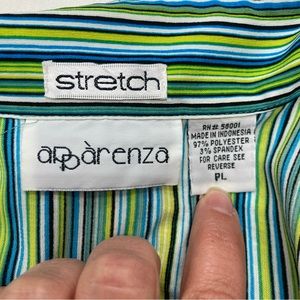 stretch
apparenza
RN# 58001
MADE IN INDONESIA
97% POLYESTER
3% SPANDEX
FOR CARE SEE
REVERSE
PL